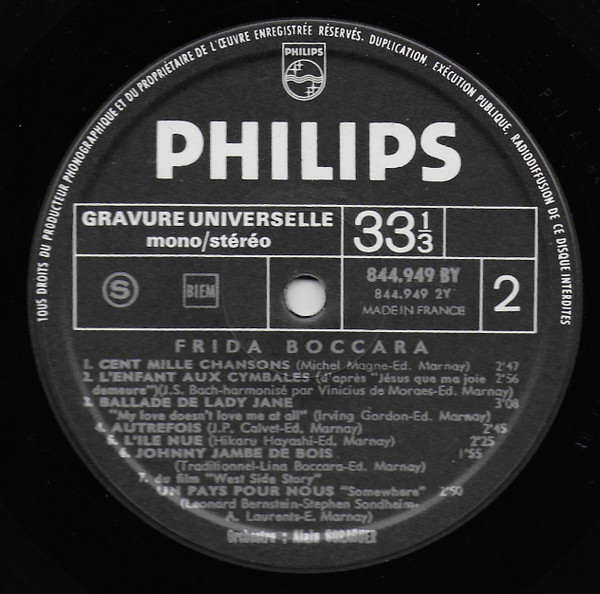 TOUS DROITS DU PRODUCTEUR PHONOGRAPHIQUE ET DU PROPRIÉTAIRE DE L'ŒUVRE ENREGISTRÉE RÉSERVÉS. DUPLICATION, EXÉCUTION PUBLIQUE, RADIODIFFUSION DE CE DISQUE INTERDITES
PHILIPS
PHILIPS
GRAVURE UNIVERSELLE
mono/stéréo
33 1/3
S
BIEM
844.949 BY
844.949 2Y
MADE IN FRANCE
2
FRIDA BOCCARA
1. CENT MILLE CHANSONS (Michel Magne-Ed. Marnay) 2'47
2. L'ENFANT AUX CYMBALES (d'après "Jésus que ma joie 2'56
demeure")(J.S. Bach-harmonisé par Vinicius de Moraes-Ed. Marnay)
3. BALLADE DE LADY JANE 3'08
"My love doesn't love me at all" (Irving Gordon-Ed. Marnay)
4. AUTREFOIS (J.P. Calvet-Ed. Marnay) 2'45
5. L'ILE NUE (Hikaru Hayashi-Ed. Marnay) 2'25
6. JOHNNY JAMBE DE BOIS 1'55
(Traditionnel-Lina Boccara-Ed. Marnay)
7. du film "West Side Story"
UN PAYS POUR NOUS "Somewhere" 2'50
(Leonard Bernstein-Stephen Sondheim-
A. Laurents-E. Marnay)
Orchestre : Alain GORAGUER